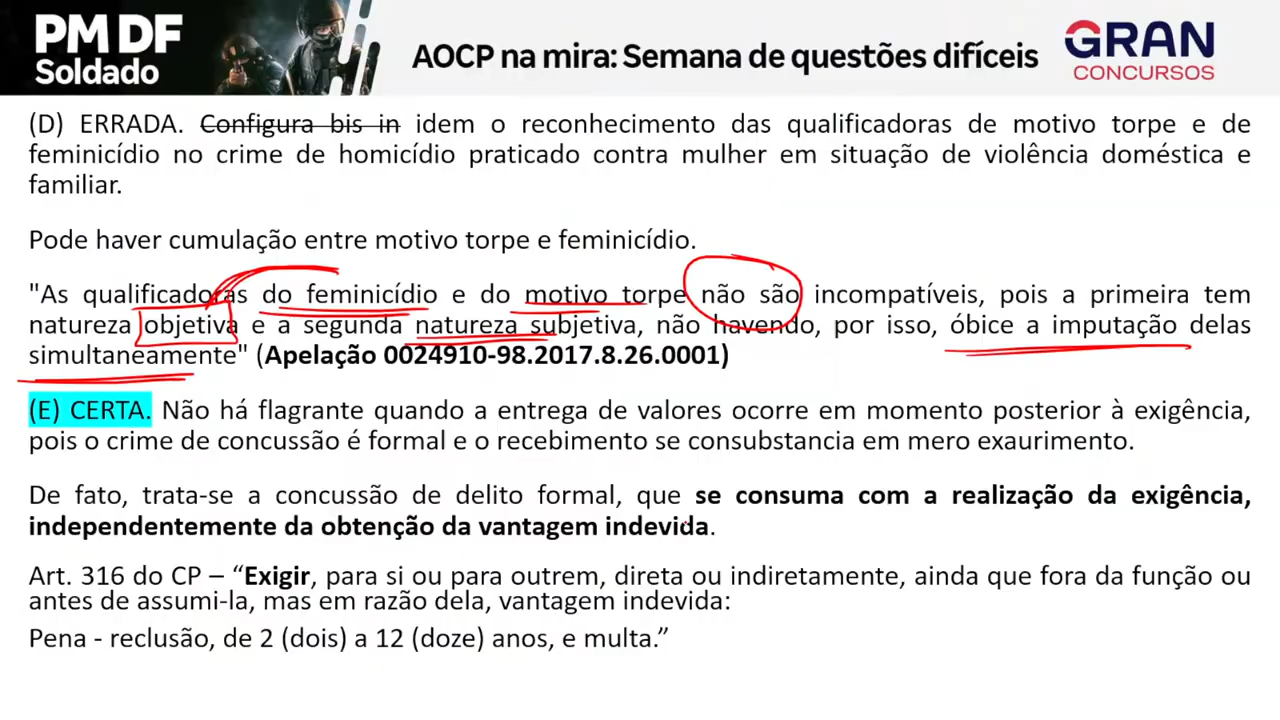 PM DF
Soldado
AOCP na mira: Semana de questões difíceis
GRAN
CONCURSOS
(D) ERRADA. Configura bis in idem o reconhecimento das qualificadoras de motivo torpe e de
feminicídio no crime de homicídio praticado contra mulher em situação de violência doméstica e
familiar.
Pode haver cumulação entre motivo torpe e feminicídio.
"As qualificadoras do feminicídio e do motivo torpe não são incompatíveis, pois a primeira tem
natureza objetiva e a segunda natureza subjetiva, não havendo, por isso, óbice a imputação delas
simultaneamente" (Apelação 0024910-98.2017.8.26.0001)
(E) CERTA. Não há flagrante quando a entrega de valores ocorre em momento posterior à exigência,
pois o crime de concussão é formal e o recebimento se consubstancia em mero exaurimento.
De fato, trata-se a concussão de delito formal, que se consuma com a realização da exigência,
independentemente da obtenção da vantagem indevida.
Art. 316 do CP – “Exigir, para si ou para outrem, direta ou indiretamente, ainda que fora da função ou
antes de assumi-la, mas em razão dela, vantagem indevida:
Pena - reclusão, de 2 (dois) a 12 (doze) anos, e multa.”